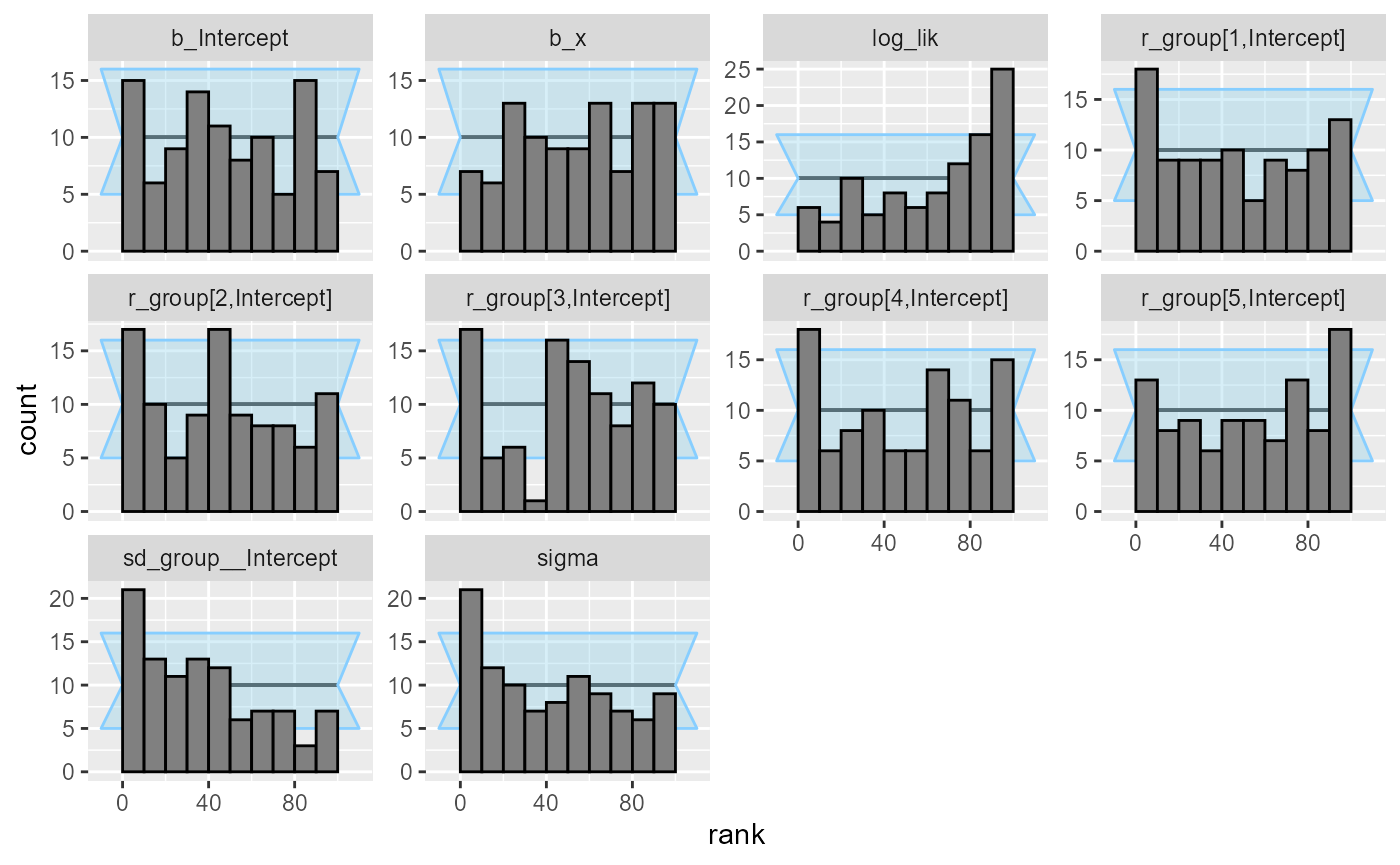 b_Intercept b_x log_lik r_group[1,Intercept]
15 10 5 0
15 10 5 0
25 20 15 10 5 0
15 10 5 0
r_group[2,Intercept] r_group[3,Intercept] r_group[4,Intercept] r_group[5,Intercept]
15 10 5 0
15 10 5 0
15 10 5 0
15 10 5 0
0 40 80
0 40 80
sd_group__Intercept sigma
20 15 10 5 0
20 15 10 5 0
0 40 80
0 40 80
count
rank